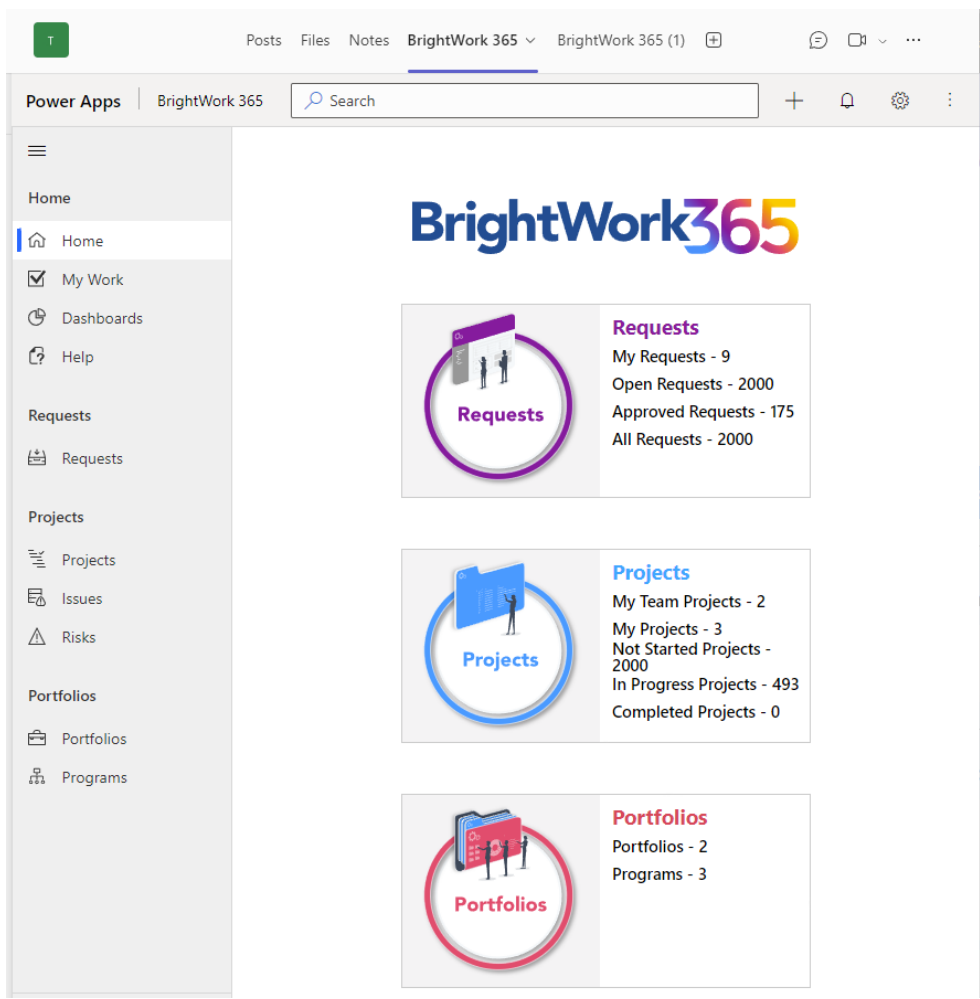 T
Posts Files Notes BrightWork 365 BrightWork 365 (1)
Power Apps BrightWork 365 Search
Home
Home
My Work
Dashboards
Help
Requests
Requests
Projects
Projects
Issues
Risks
Portfolios
Portfolios
Programs
BrightWork365
Requests
Requests
My Requests - 9
Open Requests - 2000
Approved Requests - 175
All Requests - 2000
Projects
Projects
My Team Projects - 2
My Projects - 3
Not Started Projects -
2000
In Progress Projects - 493
Completed Projects - 0
Portfolios
Portfolios
Portfolios - 2
Programs - 3